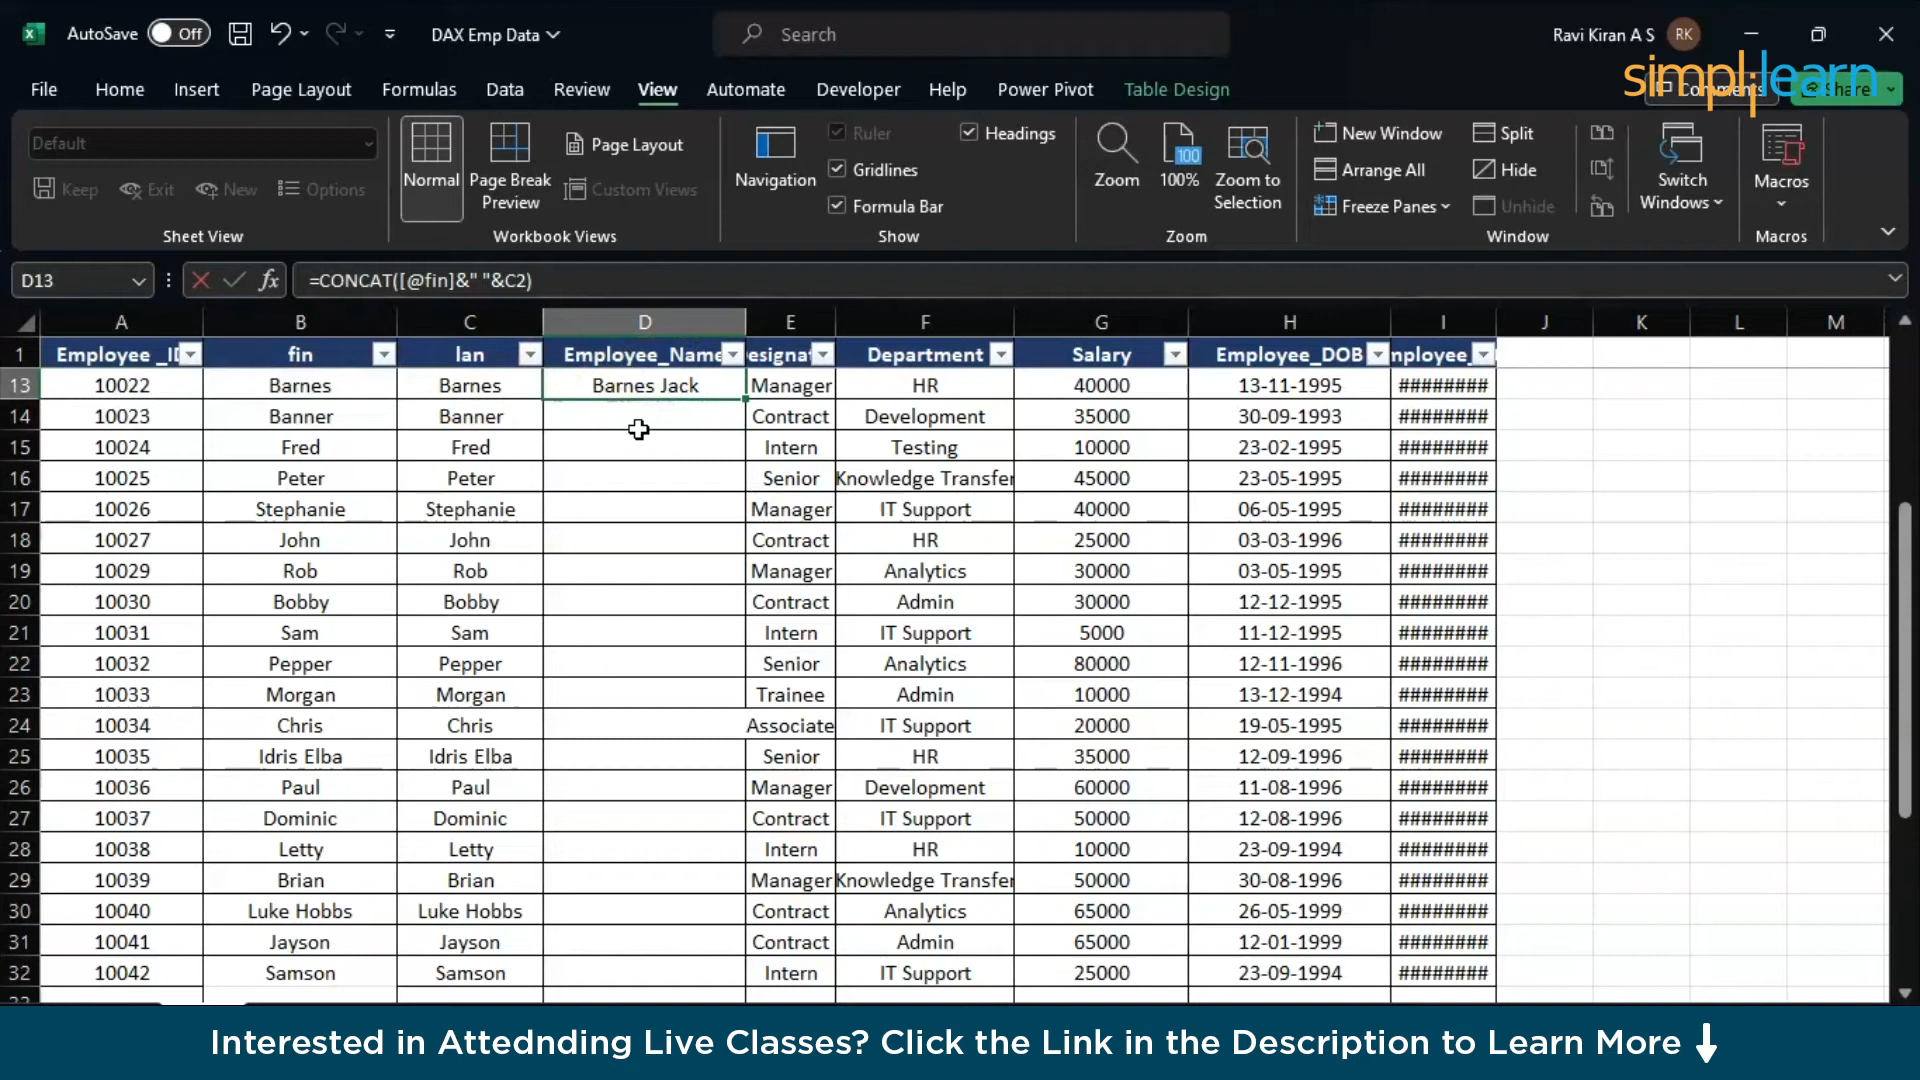 AutoSave Off DAX Emp Data Search Ravi Kiran A S RK
simplilearn
File Home Insert Page Layout Formulas Data Review View Automate Developer Help Power Pivot Table Design Comments Share
Default
Keep Exit New Options
Sheet View
Normal
Page Break Preview
Page Layout
Custom Views
Workbook Views
Navigation
Ruler
Gridlines
Formula Bar
Headings
Show
Zoom
100
100%
Zoom to Selection
Zoom
New Window
Arrange All
Freeze Panes
Split
Hide
Unhide
Switch Windows
Window
Macros
Macros
D13 fx =CONCAT([@fin]&" "&C2)
A B C D E F G H I J K L M
1 Employee _ID fin lan Employee_Name esignat Department Salary Employee_DOB mployee_
13 10022 Barnes Barnes Barnes Jack Manager HR 40000 13-11-1995 ########
14 10023 Banner Banner Contract Development 35000 30-09-1993 ########
15 10024 Fred Fred Intern Testing 10000 23-02-1995 ########
16 10025 Peter Peter Senior Knowledge Transfer 45000 23-05-1995 ########
17 10026 Stephanie Stephanie Manager IT Support 40000 06-05-1995 ########
18 10027 John John Contract HR 25000 03-03-1996 ########
19 10029 Rob Rob Manager Analytics 30000 03-05-1995 ########
20 10030 Bobby Bobby Contract Admin 30000 12-12-1995 ########
21 10031 Sam Sam Intern IT Support 5000 11-12-1995 ########
22 10032 Pepper Pepper Senior Analytics 80000 12-11-1996 ########
23 10033 Morgan Morgan Trainee Admin 10000 13-12-1994 ########
24 10034 Chris Chris Associate IT Support 20000 19-05-1995 ########
25 10035 Idris Elba Idris Elba Senior HR 35000 12-09-1996 ########
26 10036 Paul Paul Manager Development 60000 11-08-1996 ########
27 10037 Dominic Dominic Contract IT Support 50000 12-08-1996 ########
28 10038 Letty Letty Intern HR 10000 23-09-1994 ########
29 10039 Brian Brian Manager Knowledge Transfer 50000 30-08-1996 ########
30 10040 Luke Hobbs Luke Hobbs Contract Analytics 65000 26-05-1999 ########
31 10041 Jayson Jayson Contract Admin 65000 12-01-1999 ########
32 10042 Samson Samson Intern IT Support 25000 23-09-1994 ########
Interested in Attednding Live Classes? Click the Link in the Description to Learn More